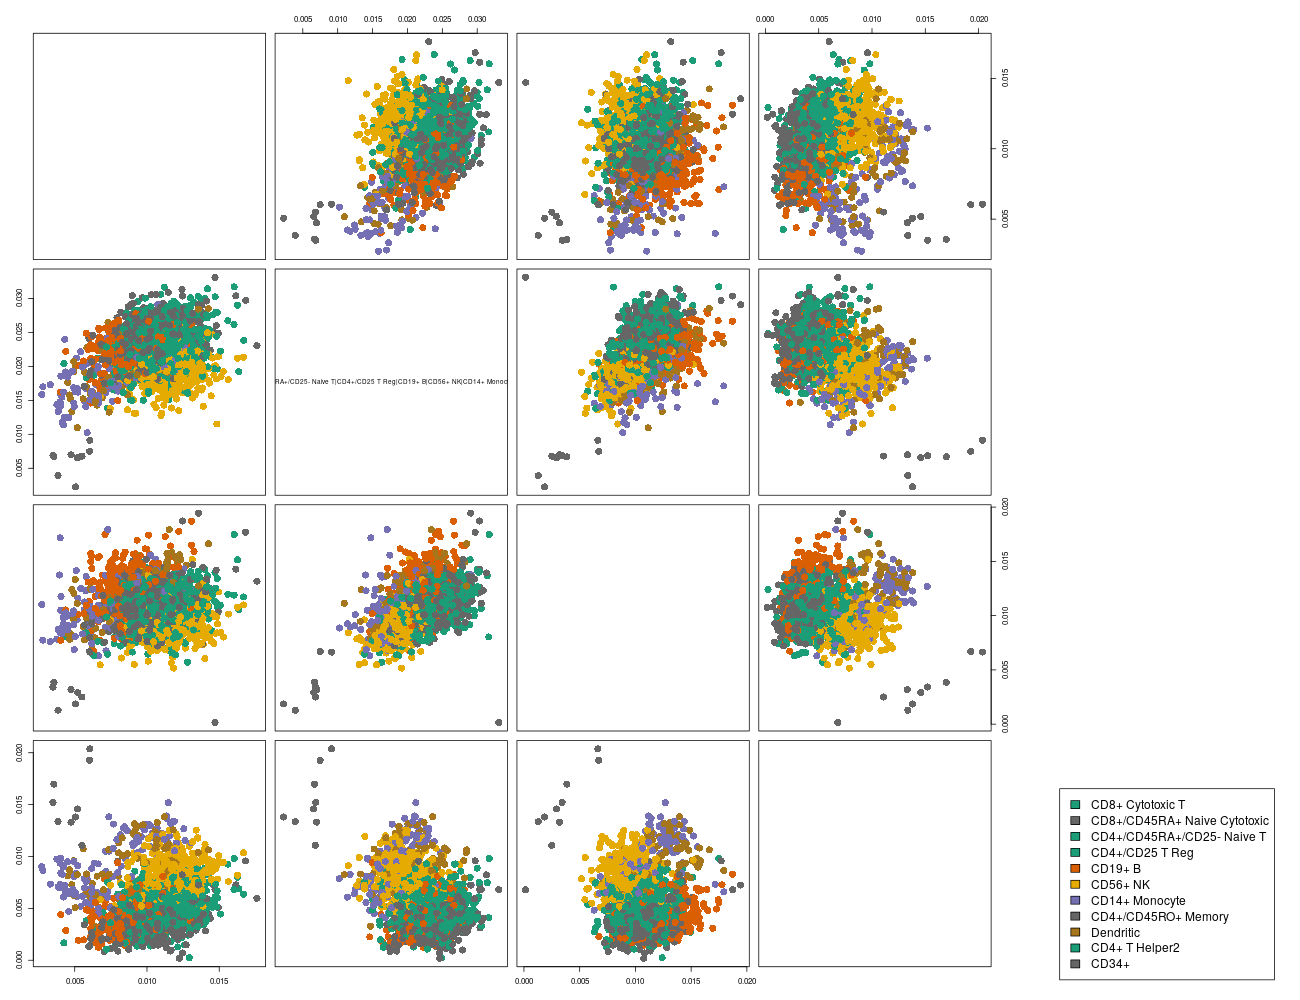 0.005 0.010 0.015 0.020 0.025 0.030
0.000 0.005 0.010 0.015 0.020
0.005 0.010 0.015
0.005 0.010 0.015 0.020 0.025 0.030
RA+/CD25- Naive T|CD4+/CD25 T Reg|CD19+ B|CD56+ NK|CD14+ Monoc
0.000 0.005 0.010 0.015 0.020
0.000 0.005 0.010 0.015 0.020
0.005 0.010 0.015
0.000 0.005 0.010 0.015 0.020
CD8+ Cytotoxic T
CD8+/CD45RA+ Naive Cytotoxic
CD4+/CD45RA+/CD25- Naive T
CD4+/CD25 T Reg
CD19+ B
CD56+ NK
CD14+ Monocyte
CD4+/CD45RO+ Memory
Dendritic
CD4+ T Helper2
CD34+